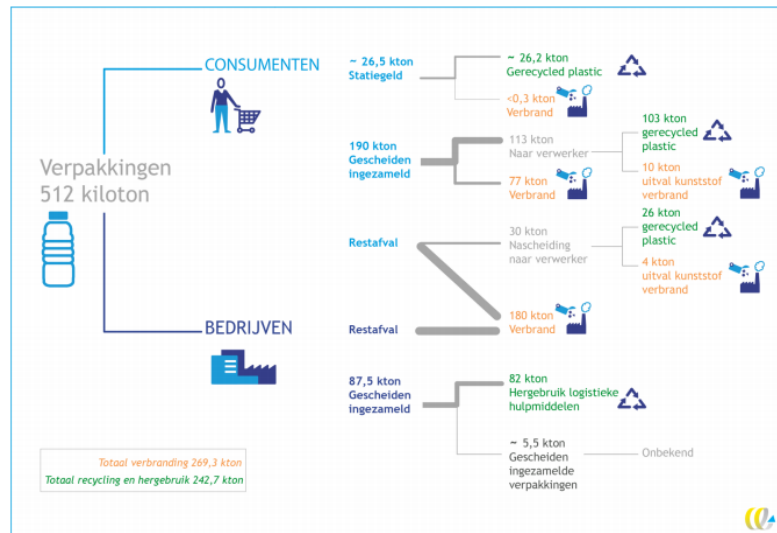 CONSUMENTEN
~ 26,5 kton
Statiegeld
~ 26,2 kton
Gerecycled plastic
<0,3 kton
Verbrand
190 kton
Gescheiden
ingezameld
113 kton
Naar verwerker
103 kton
gerecycled
plastic
10 kton
uitval kunststof
verbrand
77 kton
Verbrand
Verpakkingen
512 kiloton
Restafval
30 kton
Nascheiding
naar verwerker
26 kton
gerecycled
plastic
4 kton
uitval kunststof
verbrand
180 kton
Verbrand
BEDRIJVEN
Restafval
87,5 kton
Gescheiden
ingezameld
82 kton
Hergebruik logistieke
hulpmiddelen
~ 5,5 kton
Gescheiden
ingezamelde
verpakkingen
Onbekend
Totaal verbranding 269,3 kton
Totaal recycling en hergebruik 242,7 kton